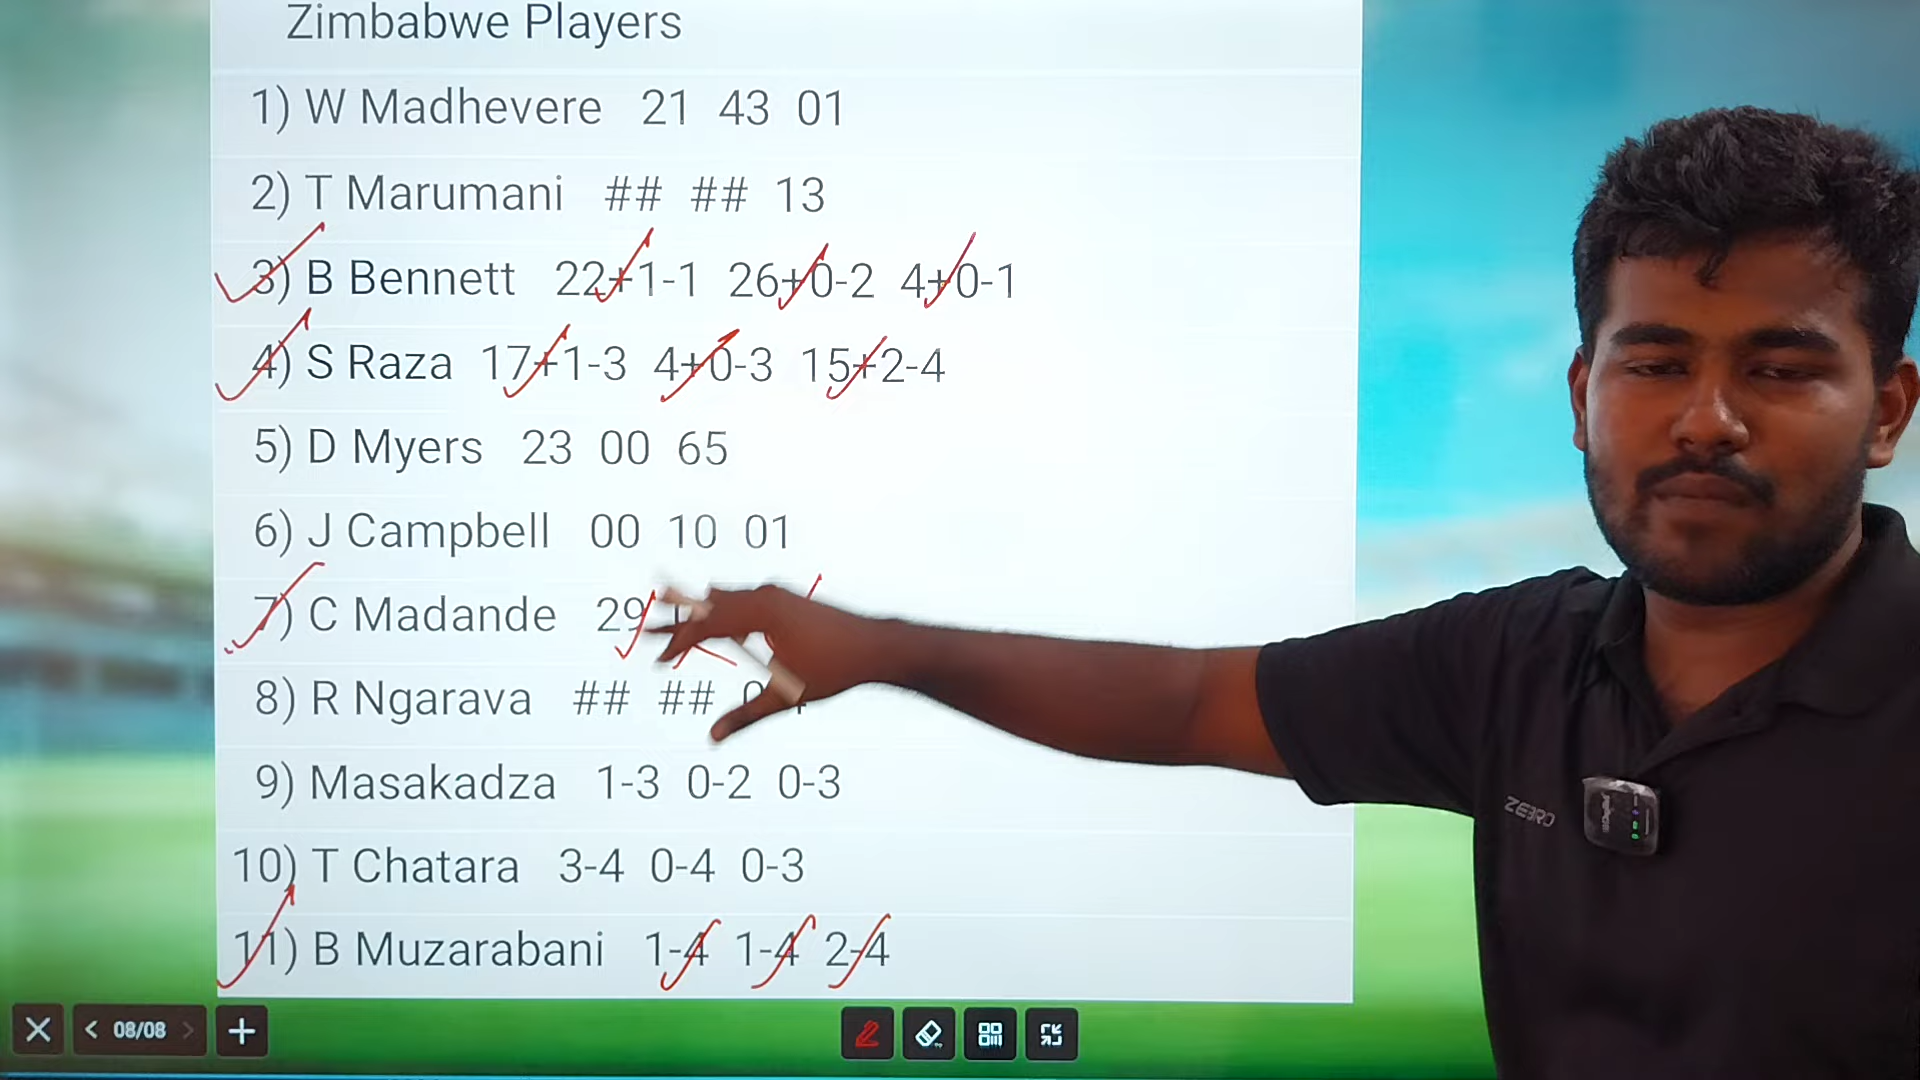 Zimbabwe Players
1) W Madhevere 21 43 01
2) T Marumani ## ## 13
3) B Bennett 22+1-1 26+0-2 4+0-1
4) S Raza 17+1-3 4+0-3 15+2-4
5) D Myers 23 00 65
6) J Campbell 00 10 01
7) C Madande 29
8) R Ngarava ## ##
9) Masakadza 1-3 0-2 0-3
10) T Chatara 3-4 0-4 0-3
11) B Muzarabani 1-4 1-4 2-4
ZEBRO
08/08